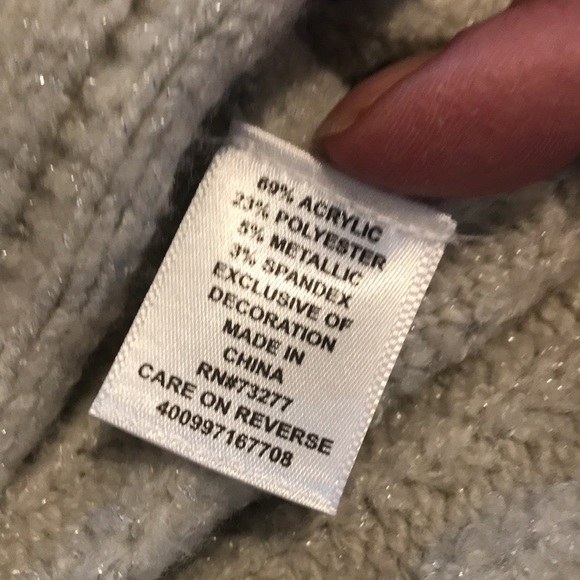 69% ACRYLIC
23% POLYESTER
5% METALLIC
3% SPANDEX
EXCLUSIVE OF
DECORATION
MADE IN
CHINA
RN#73277
CARE ON REVERSE
400997167708